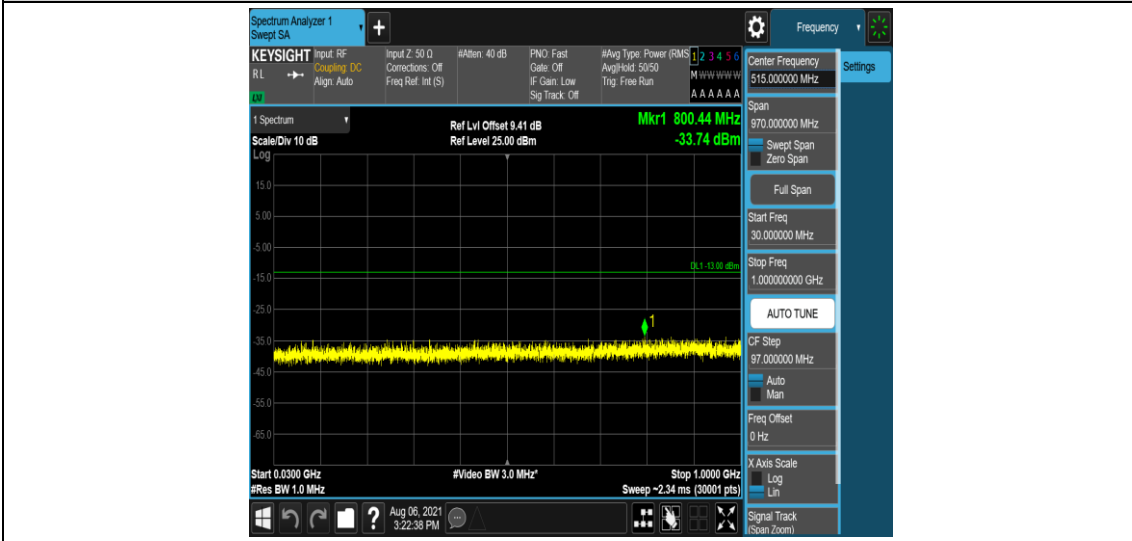 Spectrum Analyzer 1
Swept SA
+
Frequency
KEYSIGHT
RL
Input: RF
Coupling: DC
Align: Auto
Input Z: 50 Ω
Corrections: Off
Freq Ref: Int (S)
#Atten: 40 dB
PNO: Fast
Gate: Off
IF Gain: Low
Sig Track: Off
#Avg Type: Power (RMS
Avg|Hold: 50/50
Trig: Free Run
1 2 3 4 5 6
M W W W W W
A A A A A A
1 Spectrum
Scale/Div 10 dB
Log
Ref Lvl Offset 9.41 dB
Ref Level 25.00 dBm
Mkr1 800.44 MHz
-33.74 dBm
15.0
5.00
-5.00
-15.0
-25.0
-35.0
-45.0
-55.0
-65.0
DL1 -13.00 dBm
1
Start 0.0300 GHz
#Res BW 1.0 MHz
#Video BW 3.0 MHz*
Stop 1.0000 GHz
Sweep ~2.34 ms (30001 pts)
?
Aug 06, 2021
3:22:38 PM
Center Frequency
515.000000 MHz
Settings
Span
970.000000 MHz
Swept Span
Zero Span
Full Span
Start Freq
30.000000 MHz
Stop Freq
1.000000000 GHz
AUTO TUNE
CF Step
97.000000 MHz
Auto
Man
Freq Offset
0 Hz
X Axis Scale
Log
Lin
Signal Track
(Span Zoom)